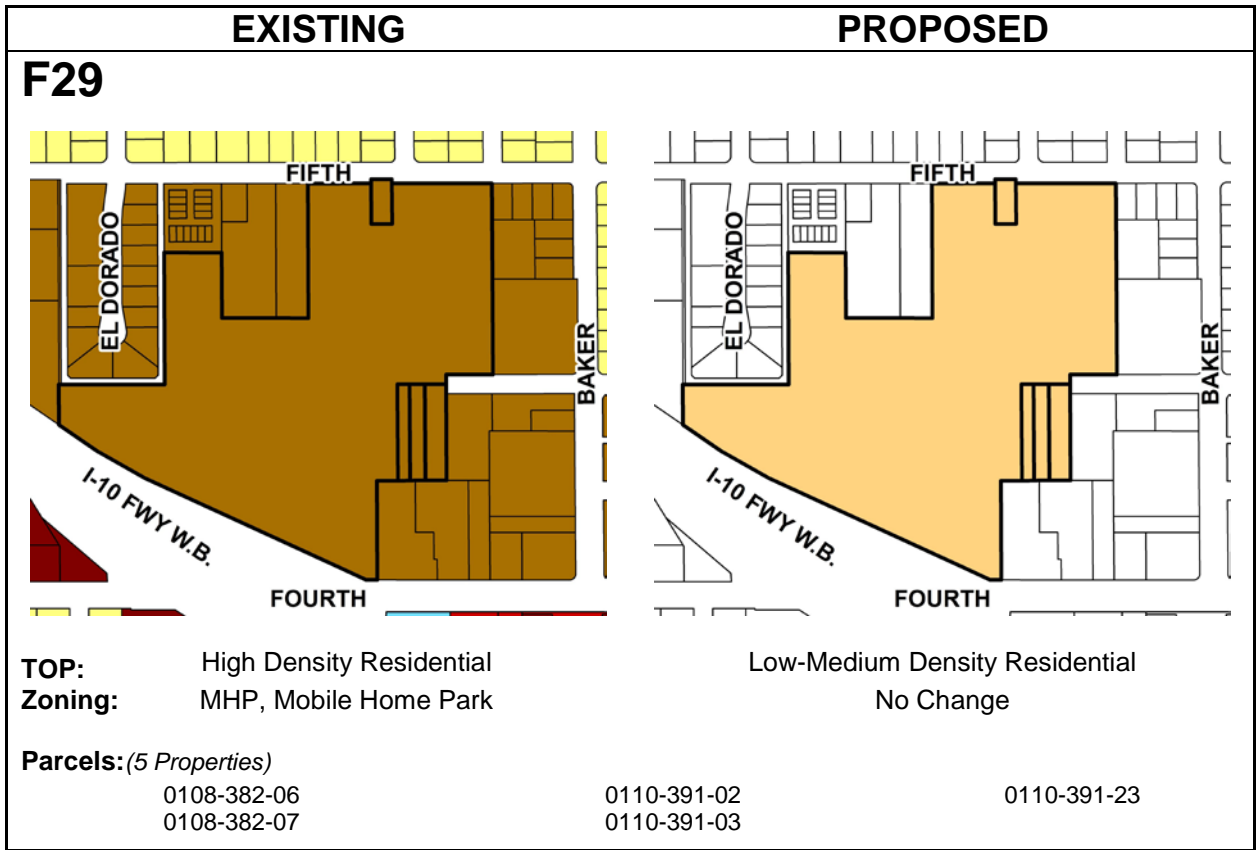 EXISTING PROPOSED
F29
FIFTH
EL DORADO
BAKER
I-10 FWY W.B.
FOURTH
FIFTH
EL DORADO
BAKER
I-10 FWY W.B.
FOURTH
TOP: High Density Residential Low-Medium Density Residential
Zoning: MHP, Mobile Home Park No Change
Parcels: (5 Properties)
0108-382-06 0110-391-02 0110-391-23
0108-382-07 0110-391-03